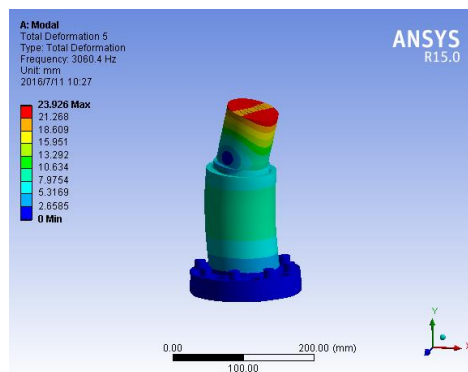 A: Modal
Total Deformation 5
Type: Total Deformation
Frequency: 3060.4 Hz
Unit: mm
2016/7/11 10:27
ANSYS
R15.0
23.926 Max
21.268
18.609
15.951
13.292
10.634
7.9754
5.3169
2.6585
0 Min
Y
X
0.00
200.00 (mm)
100.00